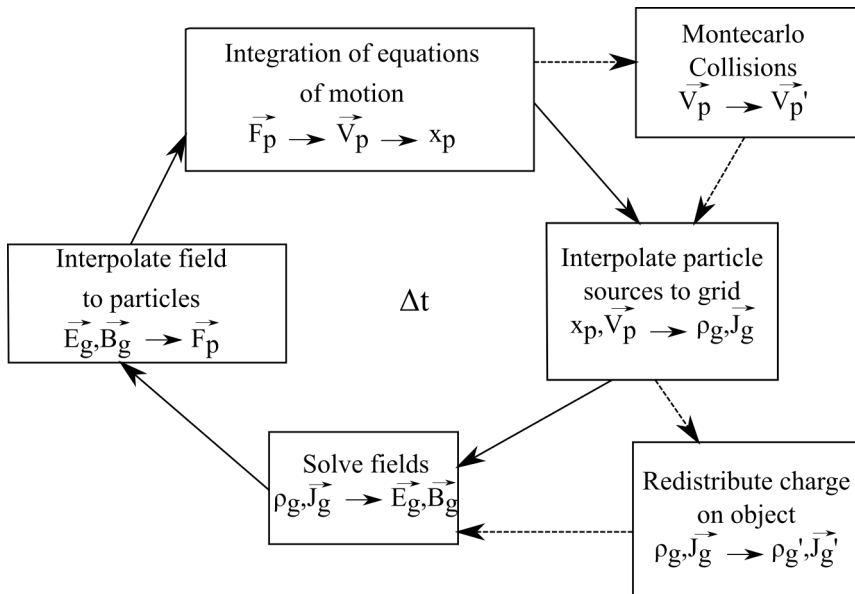 Integration of equations
of motion
F⃗p → V⃗p → xp
Montecarlo
Collisions
V⃗p → V⃗p'
Interpolate field
to particles
E⃗g,B⃗g → F⃗p
Δt
Interpolate particle
sources to grid
xp,V⃗p → ρg,J⃗g
Solve fields
ρg,J⃗g → E⃗g,B⃗g
Redistribute charge
on object
ρg,J⃗g → ρg',J⃗g'